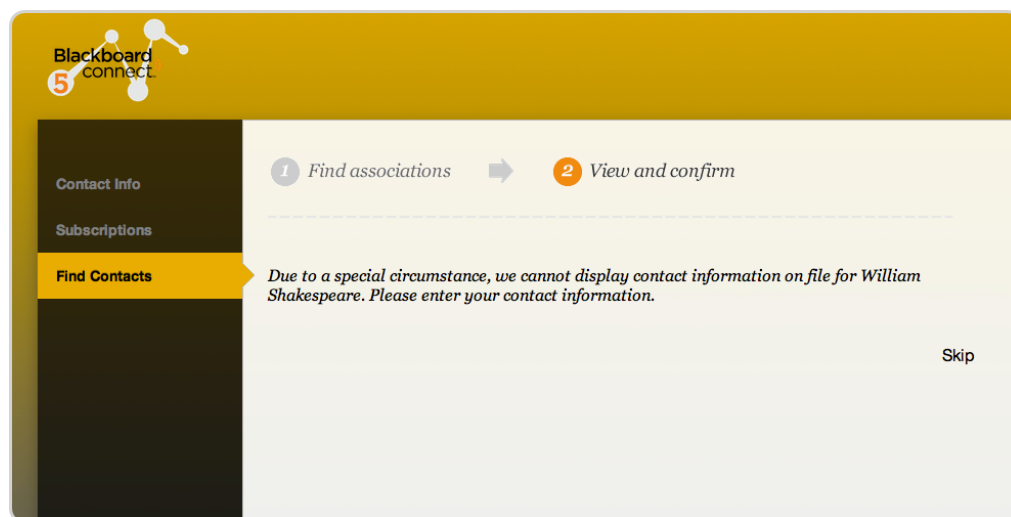 Blackboard
connect.
5
Contact Info
Subscriptions
Find Contacts
1 Find associations
2 View and confirm
Due to a special circumstance, we cannot display contact information on file for William
Shakespeare. Please enter your contact information.
Skip